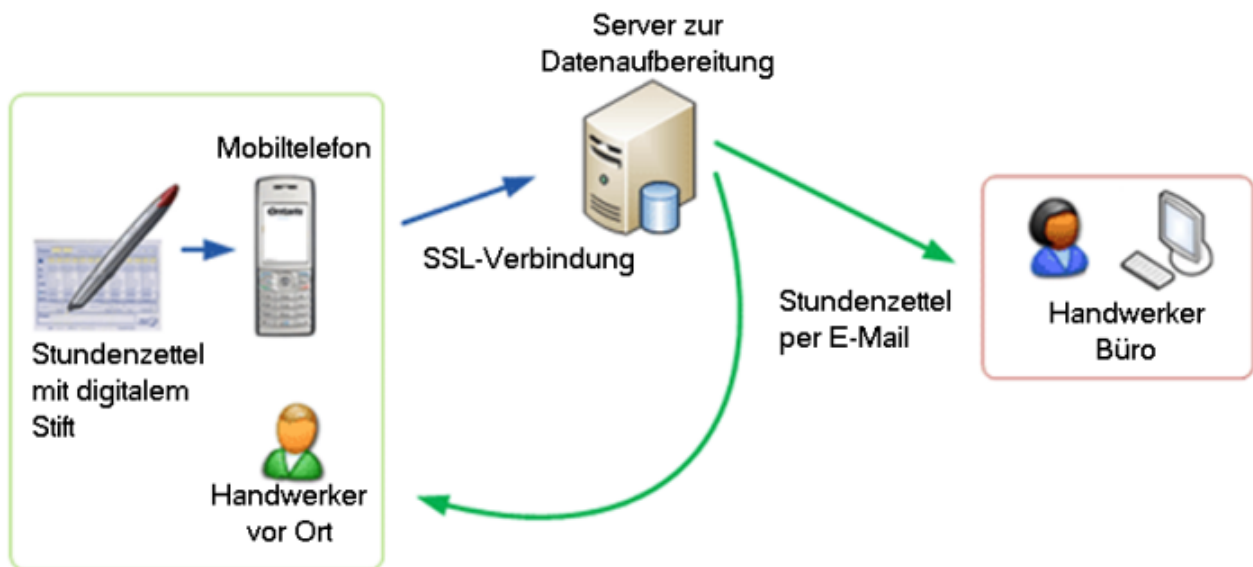 Server zur
Datenaufbereitung
Mobiltelefon
SSL-Verbindung
Stundenzettel
mit digitalem
Stift
Handwerker
vor Ort
Stundenzettel
per E-Mail
Handwerker
Büro